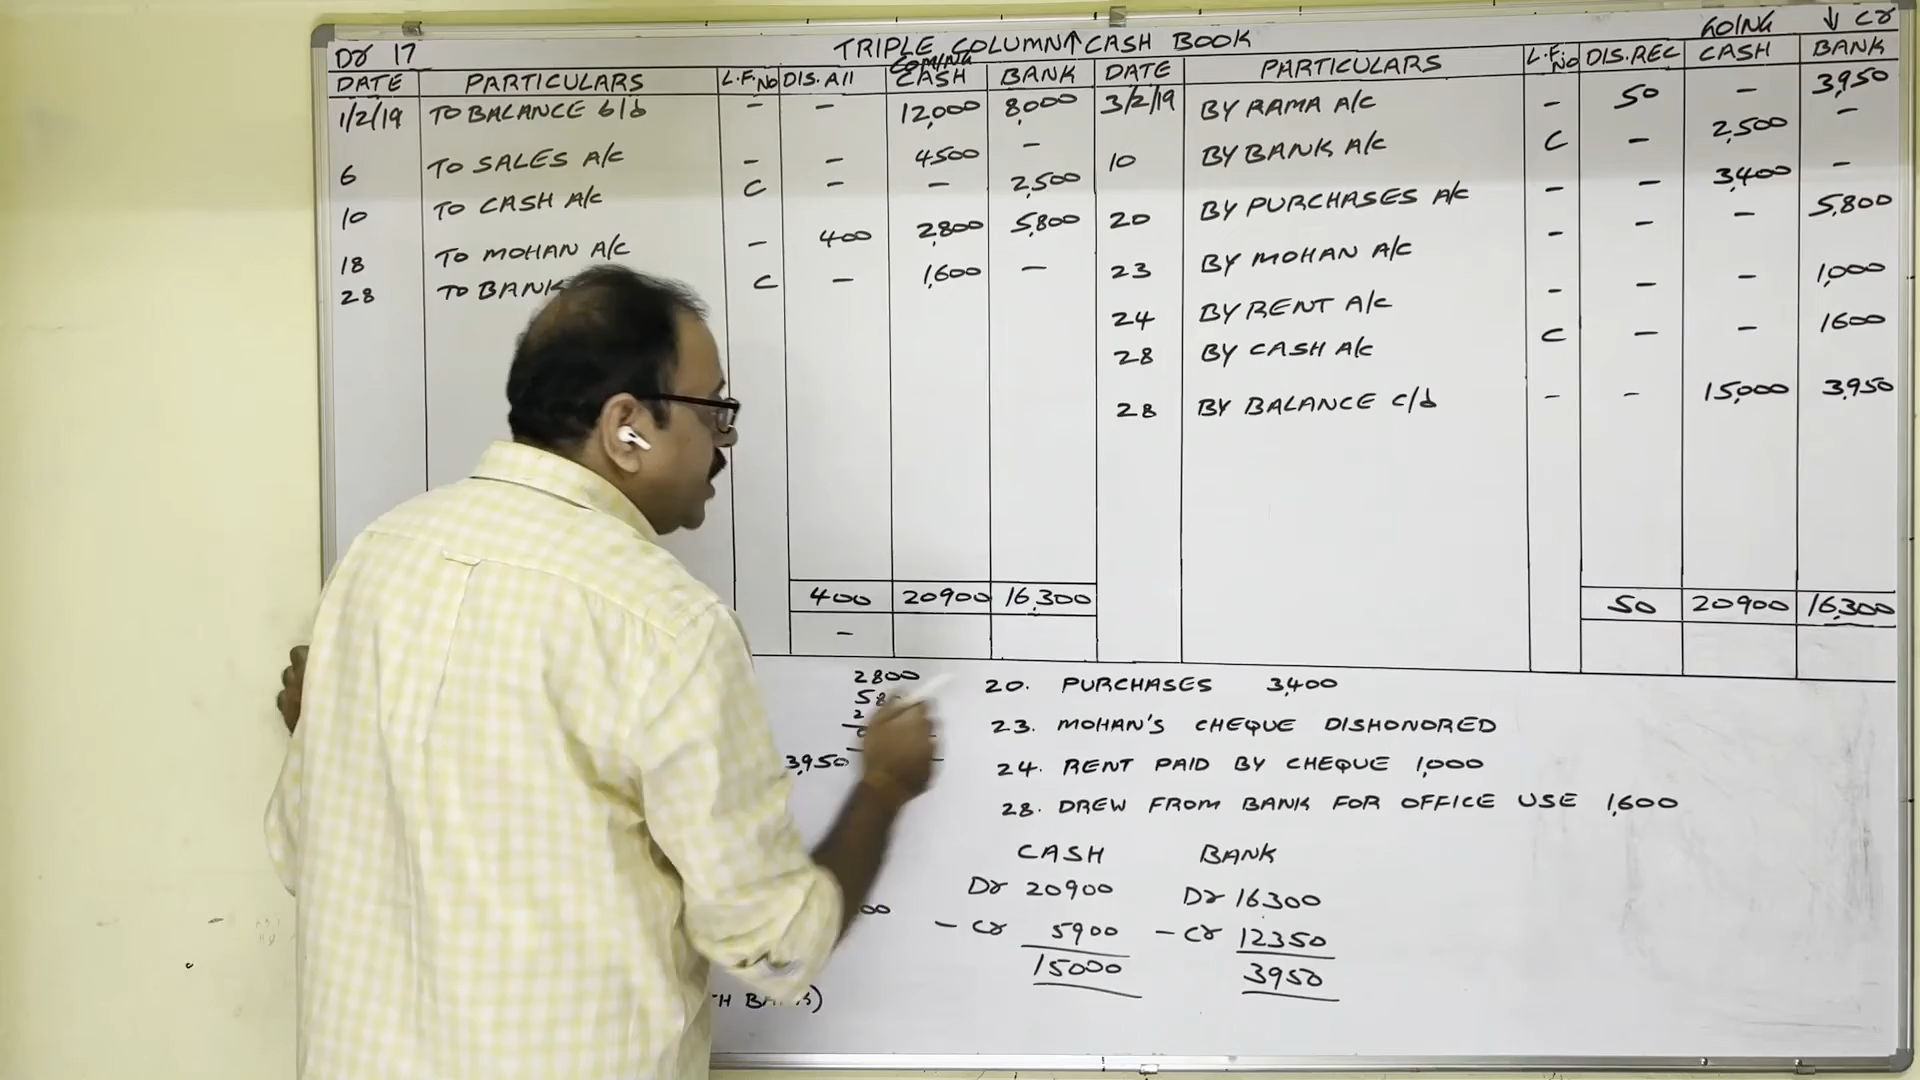 TRIPLE COLUMN CASH BOOK
Dr 17
GOING ↓ Cr
COMING ↑
DATE PARTICULARS L.F. No DIS. All CASH BANK DATE PARTICULARS L.F. No DIS. REC CASH BANK
1/2/19 TO BALANCE b/d - - 12,000 8,000
6 TO SALES A/c - - 4500 -
10 TO CASH A/c C - - 2,500
18 TO MOHAN A/c - 400 2,800 5,800
28 TO BANK C - 1,600 -
400 20900 16,300
-
3/2/19 BY RAMA A/c - 50 - 3,950
10 BY BANK A/c C - 2,500 -
20 BY PURCHASES A/c - - 3,400 -
23 BY MOHAN A/c - - - 5,800
24 BY RENT A/c - - - 1,000
28 BY CASH A/c C - - 1600
28 BY BALANCE c/d - - 15,000 3,950
50 20900 16,300
2800
58
2
3,950
00
BANK)
20. PURCHASES 3,400
23. MOHAN'S CHEQUE DISHONORED
24. RENT PAID BY CHEQUE 1,000
28. DREW FROM BANK FOR OFFICE USE 1,600
CASH BANK
Dr 20900 Dr 16300
- Cr 5900 - Cr 12350
15000 3950